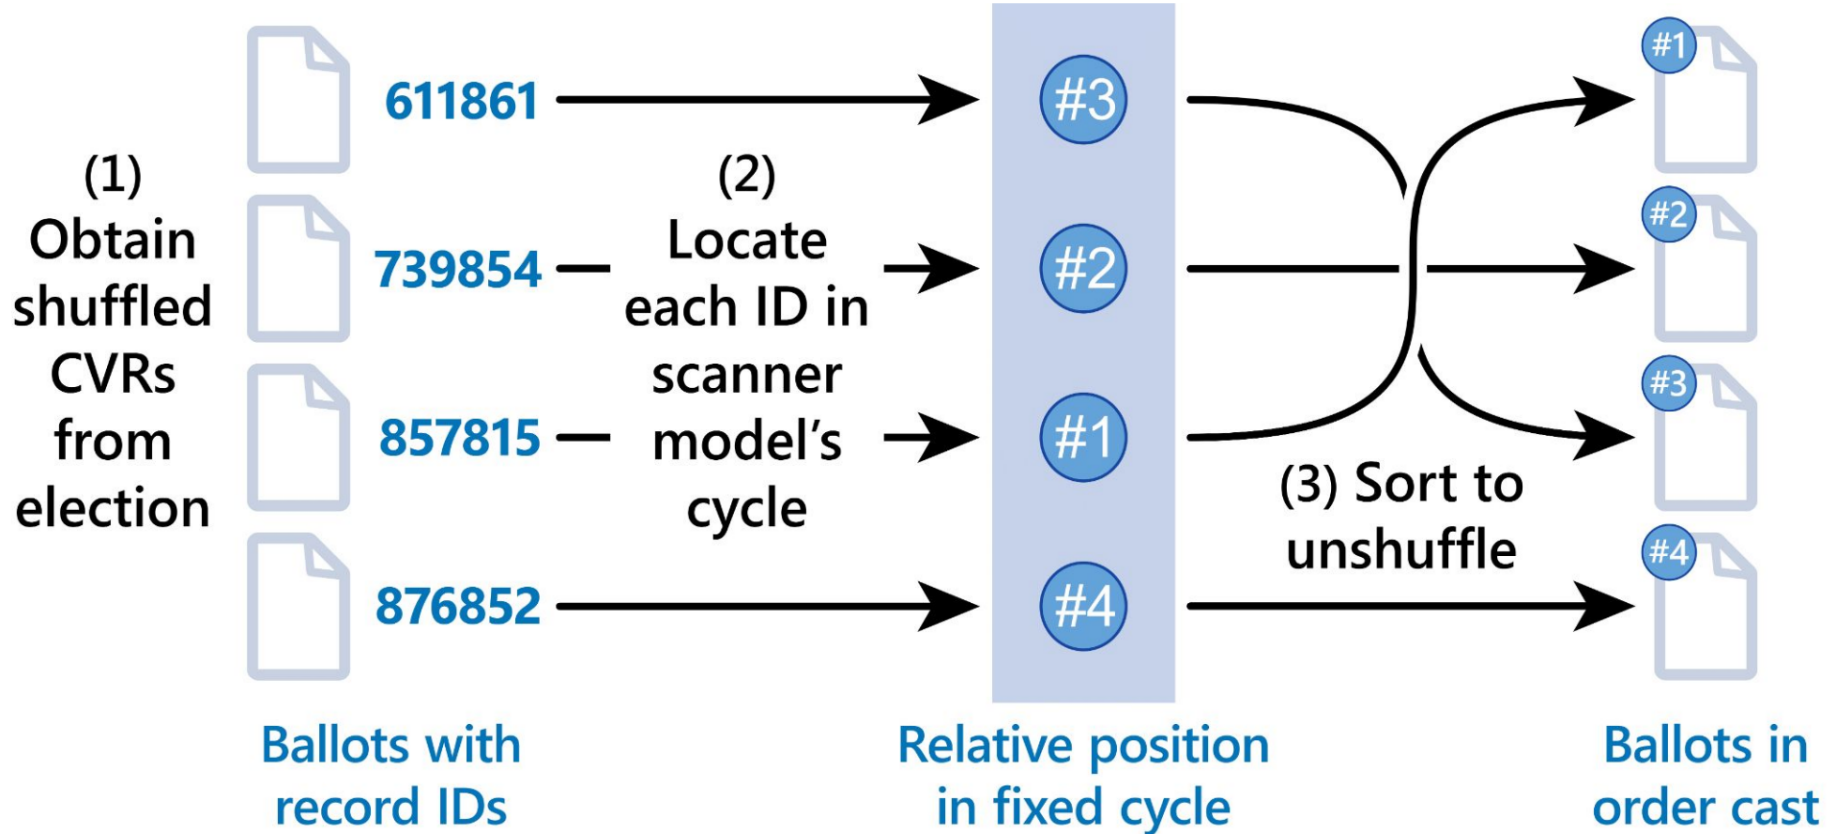 (1)
Obtain
shuffled
CVRs
from
election
611861
739854
857815
876852
(2)
Locate
each ID in
scanner
model’s
cycle
#3
#2
#1
#4
(3) Sort to
unshuffle
#1
#2
#3
#4
Ballots with
record IDs
Relative position
in fixed cycle
Ballots in
order cast